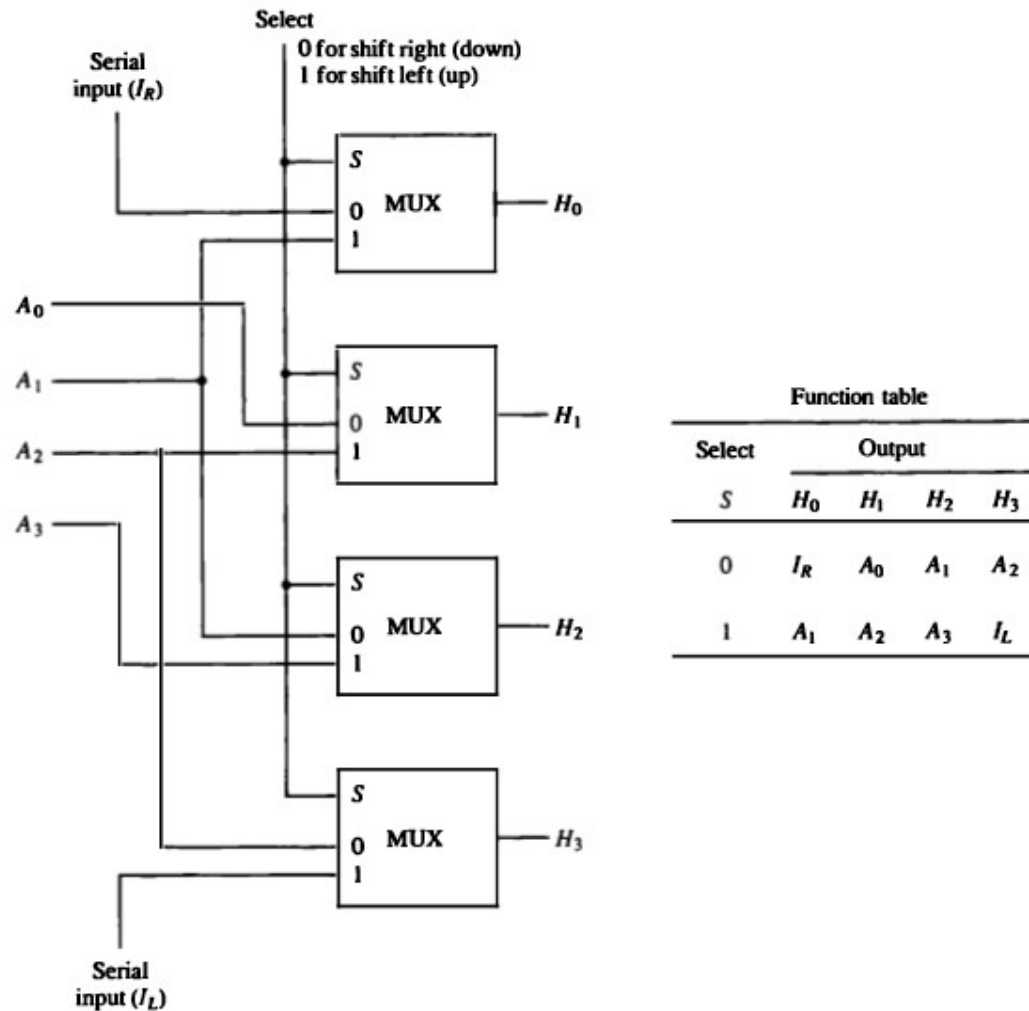 Select
0 for shift right (down)
1 for shift left (up)
Serial
input (I_R)
S
0 MUX
1
H_0
A_0
A_1
A_2
A_3
S
0 MUX
1
H_1
S
0 MUX
1
H_2
S
0 MUX
1
H_3
Serial
input (I_L)
Function table
Select Output
S H_0 H_1 H_2 H_3
0 I_R A_0 A_1 A_2
1 A_1 A_2 A_3 I_L